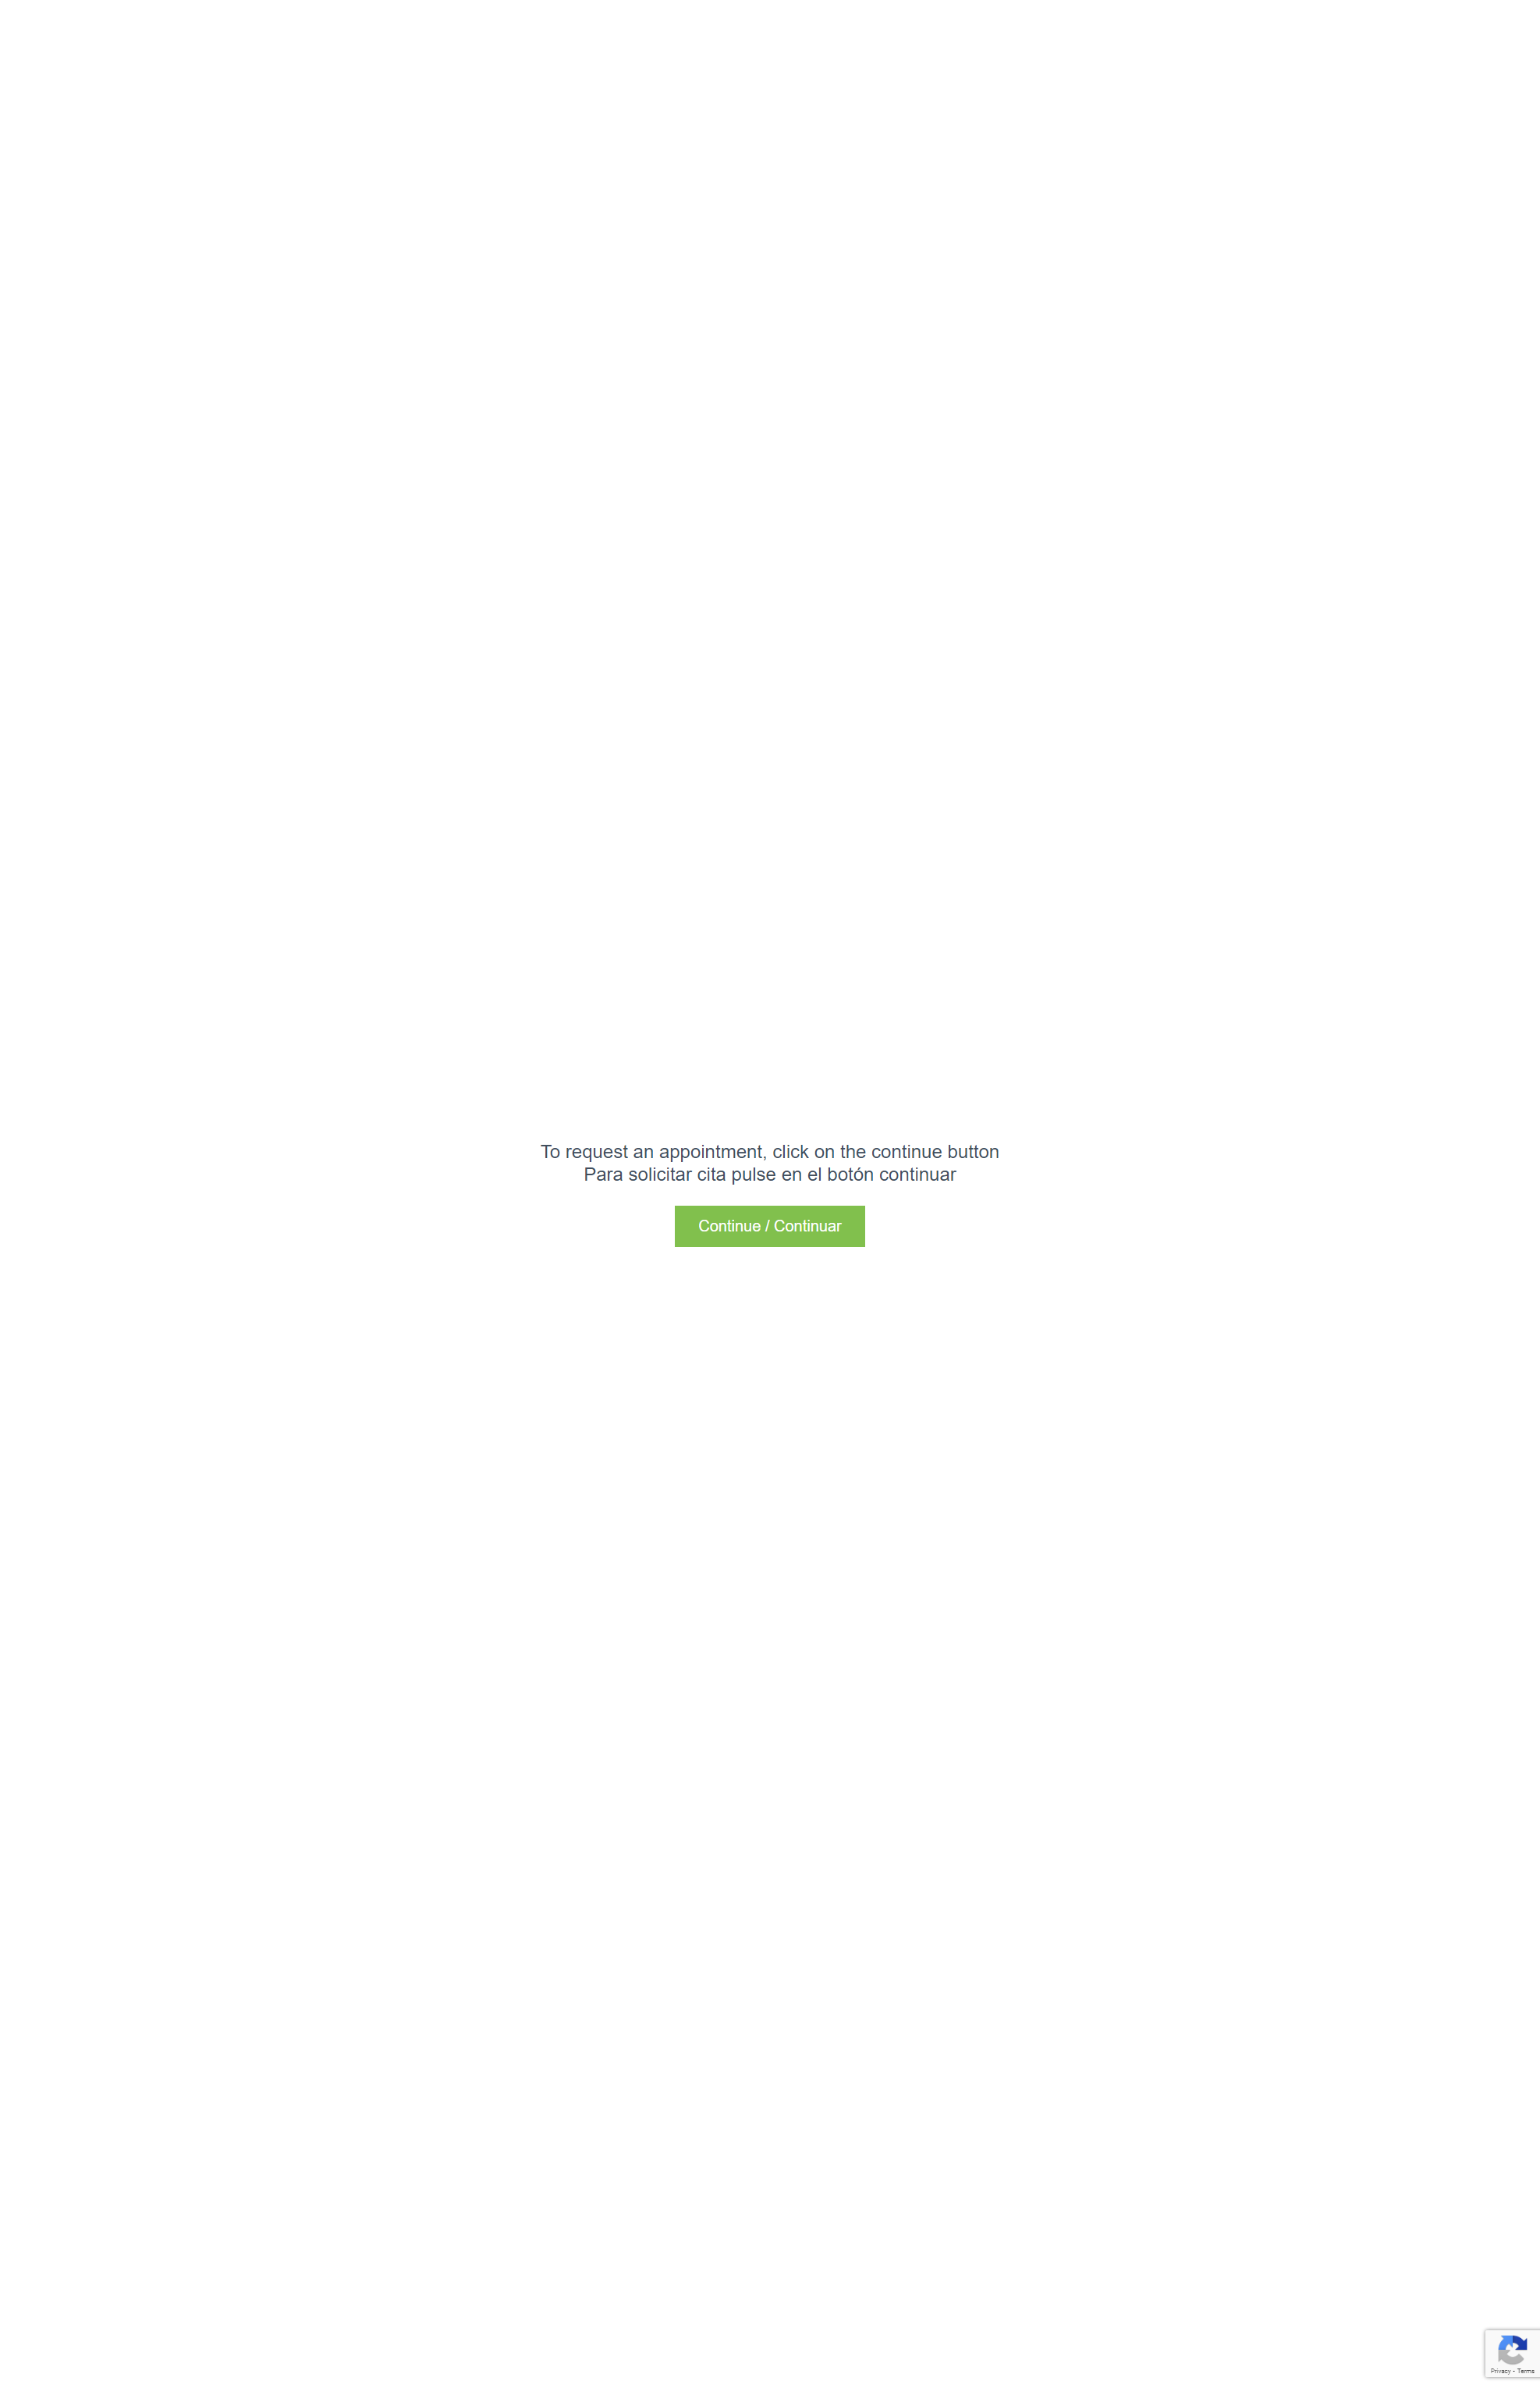 To request an appointment, click on the continue button
Para solicitar cita pulse en el botón continuar
Continue / Continuar
Privacy - Terms